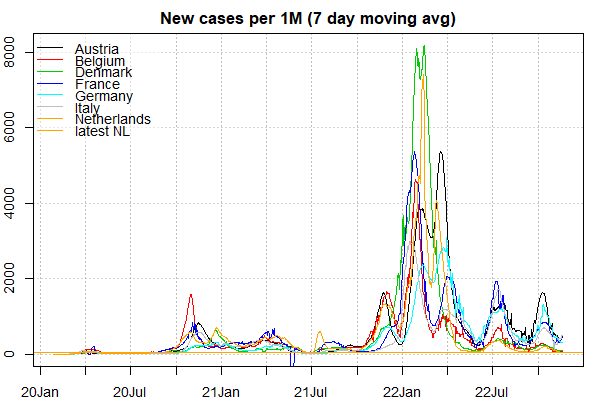 New cases per 1M (7 day moving avg)
8000
6000
4000
2000
0
Austria
Belgium
Denmark
France
Germany
Italy
Netherlands
latest NL
20Jan
20Jul
21Jan
21Jul
22Jan
22Jul